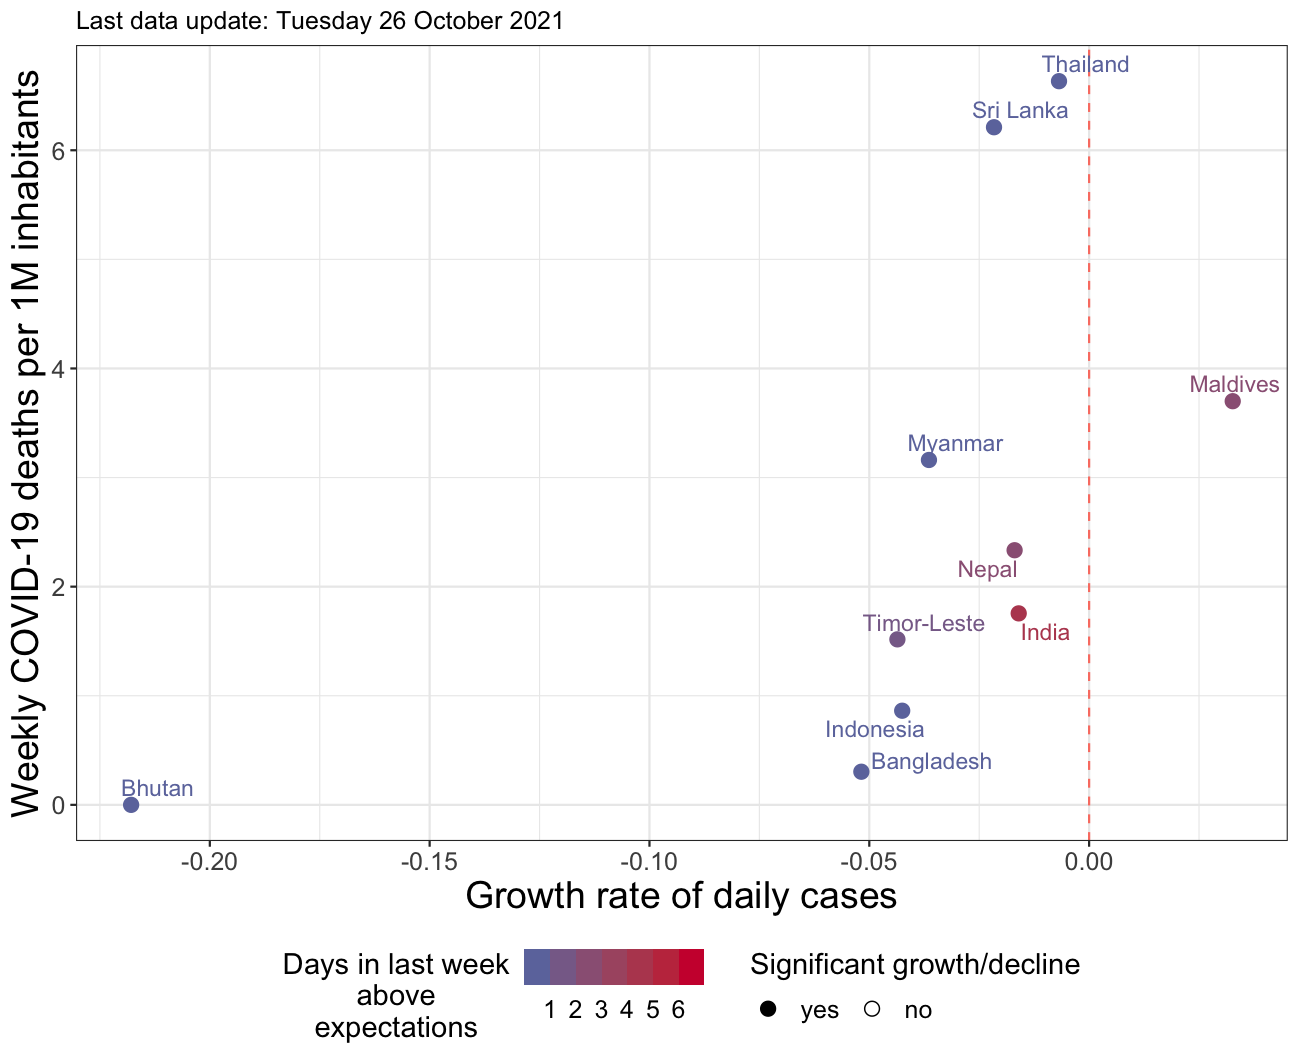 Last data update: Tuesday 26 October 2021
Weekly COVID-19 deaths per 1M inhabitants
6
4
2
0
Thailand
Sri Lanka
Maldives
Myanmar
Nepal
Timor-Leste
India
Indonesia
Bangladesh
Bhutan
-0.20 -0.15 -0.10 -0.05 0.00
Growth rate of daily cases
Days in last week
above
expectations
1 2 3 4 5 6
Significant growth/decline
yes no